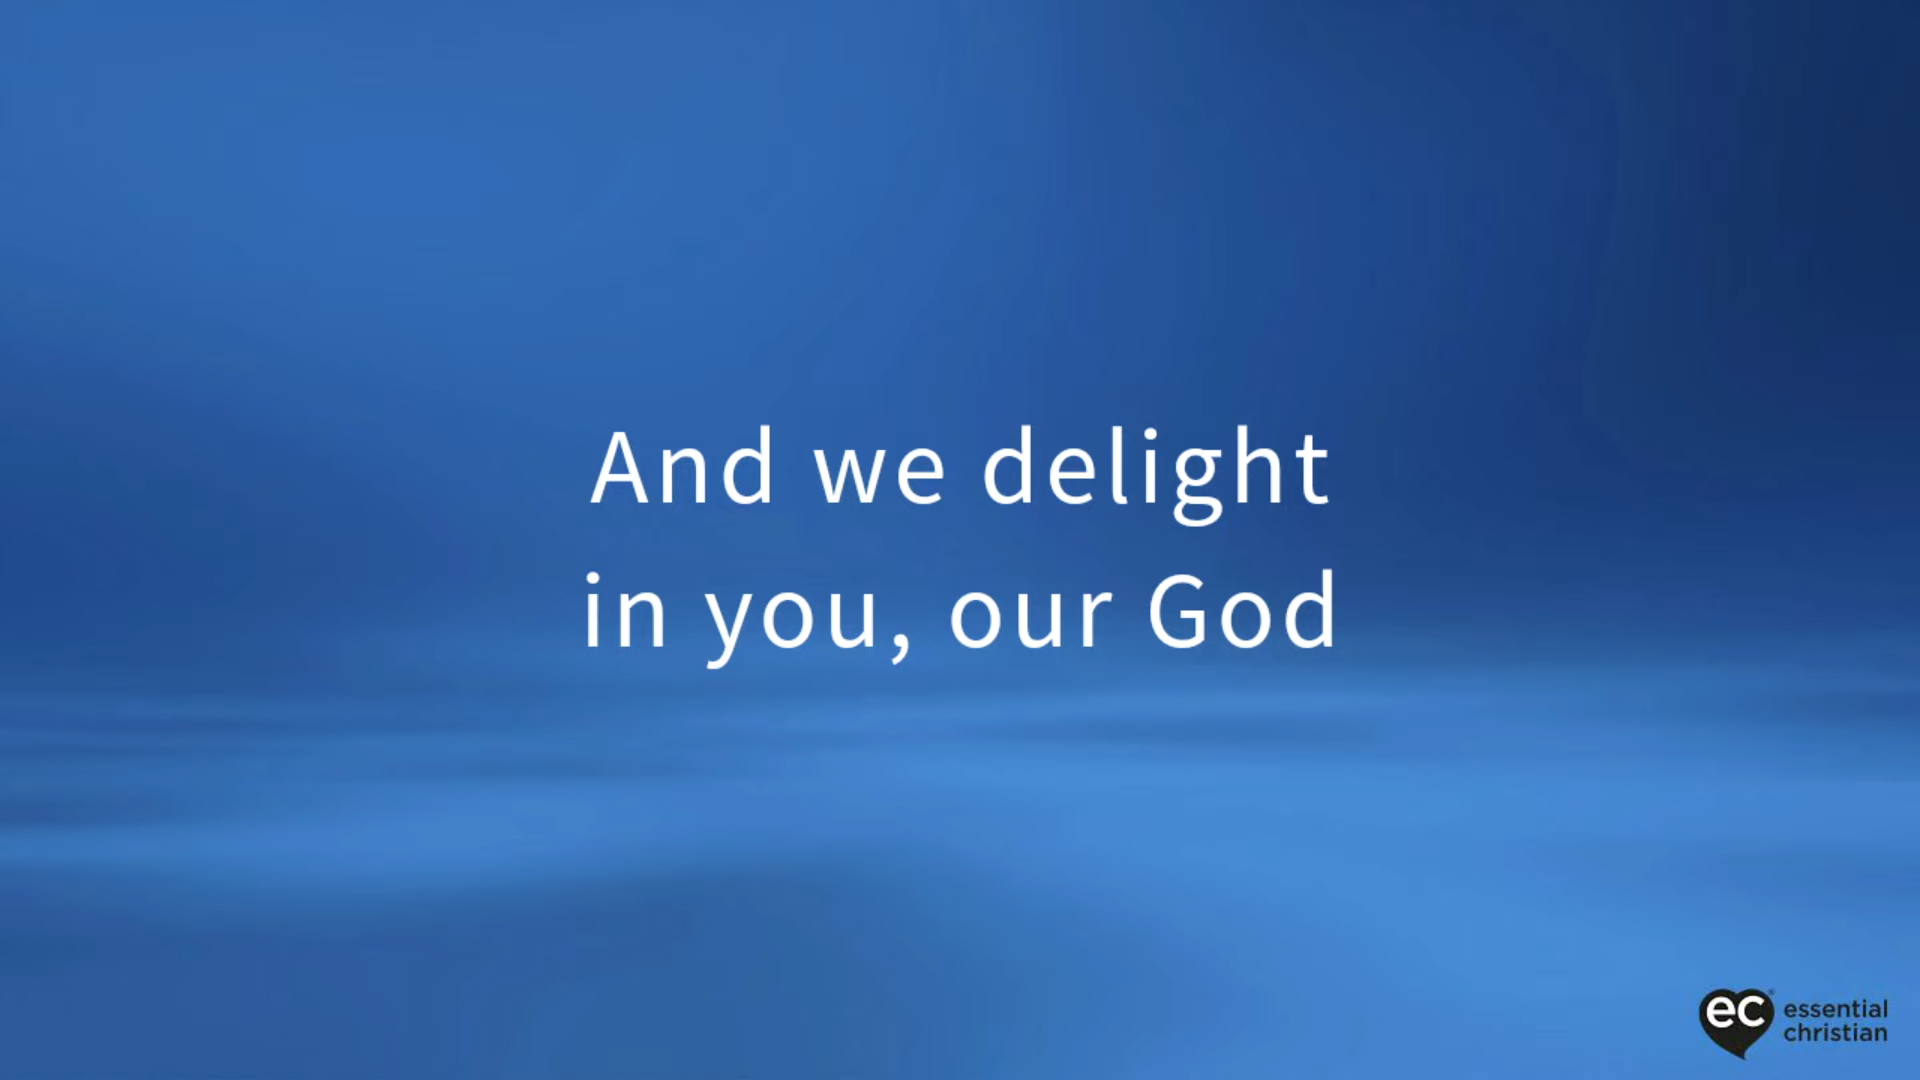 And we delight
in you, our God
ec essential
christian